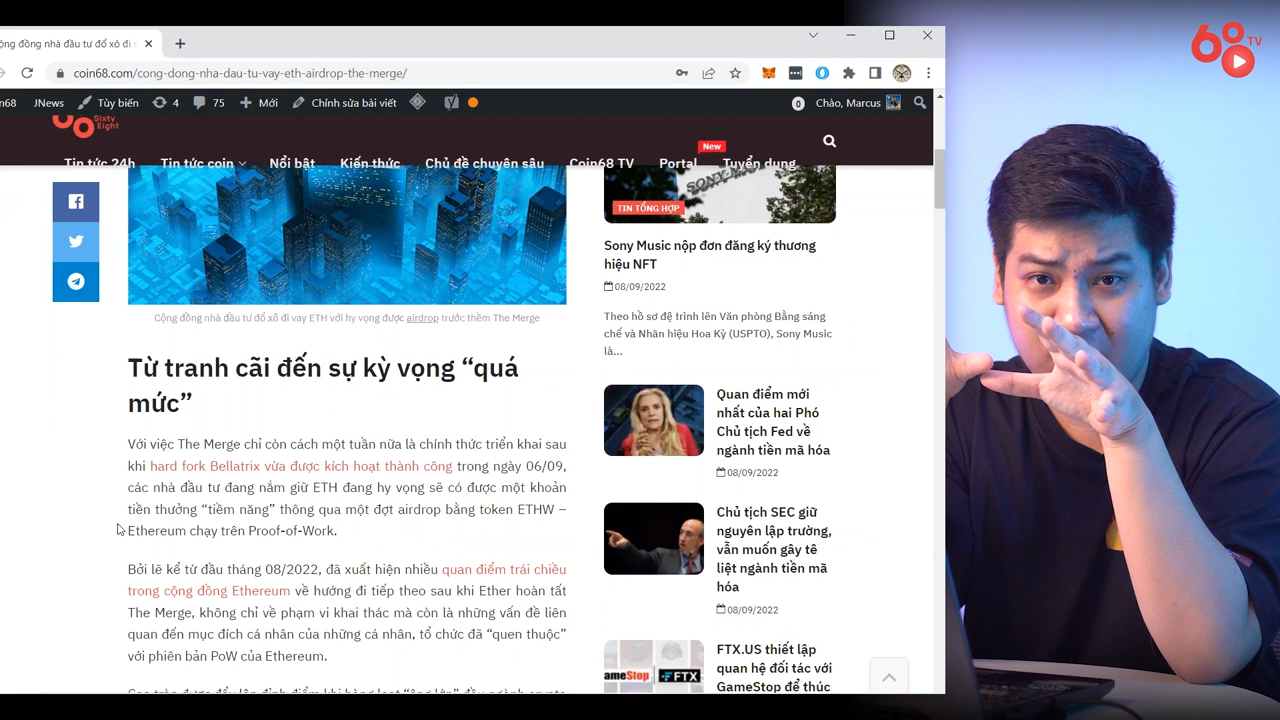 ộng đồng nhà đầu tư đổ xô đi v
coin68.com/cong-dong-nha-dau-tu-vay-eth-airdrop-the-merge/
n68 JNews Tùy biến 4 75 Mới Chỉnh sửa bài viết 0 Chào, Marcus
Sixty
Eight
Tin tức 24h Tin tức coin Nổi bật Kiến thức Chủ đề chuyên sâu Coin68 TV Portal New Tuyển dụng
68 TV
SONY MUSIC
TIN TỔNG HỢP
Sony Music nộp đơn đăng ký thương
hiệu NFT
08/09/2022
Theo hồ sơ đệ trình lên Văn phòng Bằng sáng
chế và Nhãn hiệu Hoa Kỳ (USPTO), Sony Music
là...
Cộng đồng nhà đầu tư đổ xô đi vay ETH với hy vọng được airdrop trước thềm The Merge
Từ tranh cãi đến sự kỳ vọng “quá
mức”
Với việc The Merge chỉ còn cách một tuần nữa là chính thức triển khai sau
khi hard fork Bellatrix vừa được kích hoạt thành công trong ngày 06/09,
các nhà đầu tư đang nắm giữ ETH đang hy vọng sẽ có được một khoản
tiền thưởng “tiềm năng” thông qua một đợt airdrop bằng token ETHW –
Ethereum chạy trên Proof-of-Work.
Bởi lẽ kể từ đầu tháng 08/2022, đã xuất hiện nhiều quan điểm trái chiều
trong cộng đồng Ethereum về hướng đi tiếp theo sau khi Ether hoàn tất
The Merge, không chỉ về phạm vi khai thác mà còn là những vấn đề liên
quan đến mục đích cá nhân của những cá nhân, tổ chức đã “quen thuộc”
với phiên bản PoW của Ethereum.
Quan điểm mới
nhất của hai Phó
Chủ tịch Fed về
ngành tiền mã hóa
08/09/2022
Chủ tịch SEC giữ
nguyên lập trường,
vẫn muốn gây tê
liệt ngành tiền mã
hóa
08/09/2022
ameStop FTX
FTX.US thiết lập
quan hệ đối tác với
GameStop để thúc